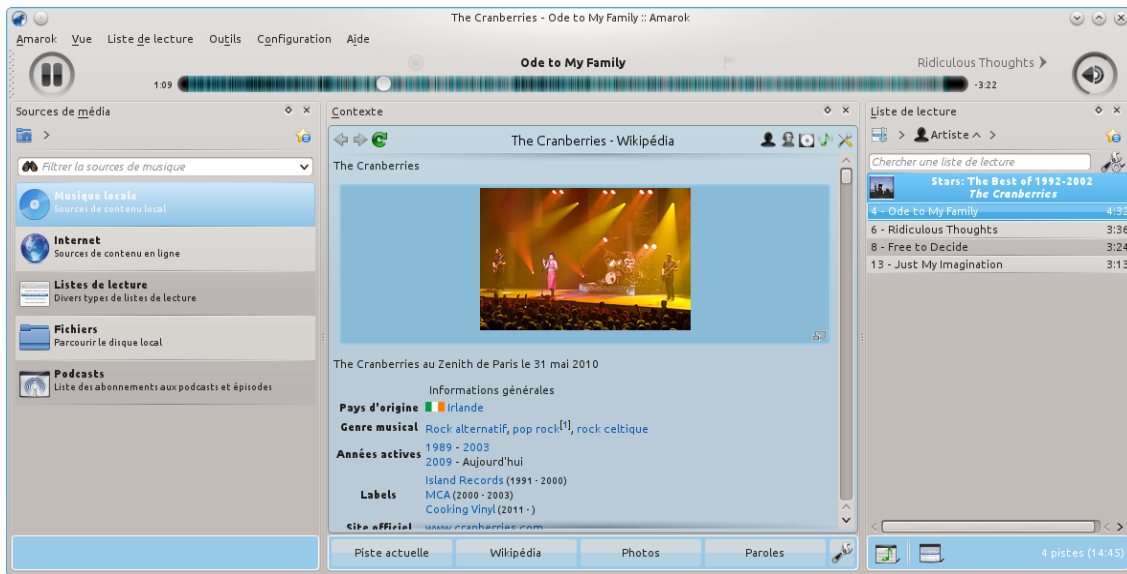 The Cranberries - Ode to My Family :: Amarok
Amarok Vue Liste de lecture Outils Configuration Aide
Ode to My Family
Ridiculous Thoughts
1:09
-3:22
Sources de média
Filtrer la sources de musique
Musique locale
Sources de contenu local
Internet
Sources de contenu en ligne
Listes de lecture
Divers types de listes de lecture
Fichiers
Parcourir le disque local
Podcasts
Liste des abonnements aux podcasts et épisodes
Contexte
The Cranberries - Wikipédia
The Cranberries
The Cranberries au Zenith de Paris le 31 mai 2010
Informations générales
Pays d'origine Irlande
Genre musical Rock alternatif, pop rock[1], rock celtique
Années actives 1989 - 2003
2009 - Aujourd'hui
Labels Island Records (1991 - 2000)
MCA (2000 - 2003)
Cooking Vinyl (2011 - )
Site officiel www.cranberries.com
Piste actuelle Wikipédia Photos Paroles
Liste de lecture
Artiste
Chercher une liste de lecture
Stars: The Best of 1992-2002
The Cranberries
4 - Ode to My Family 4:32
6 - Ridiculous Thoughts 3:36
8 - Free to Decide 3:24
13 - Just My Imagination 3:13
4 pistes (14:45)